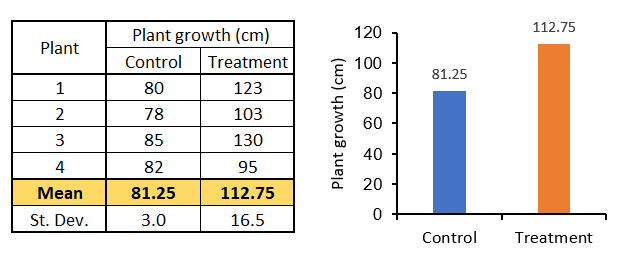 Plant Plant growth (cm)
Control Treatment
1 80 123
2 78 103
3 85 130
4 82 95
Mean 81.25 112.75
St. Dev. 3.0 16.5
Plant growth (cm)
120
100
80
60
40
20
0
81.25
112.75
Control Treatment